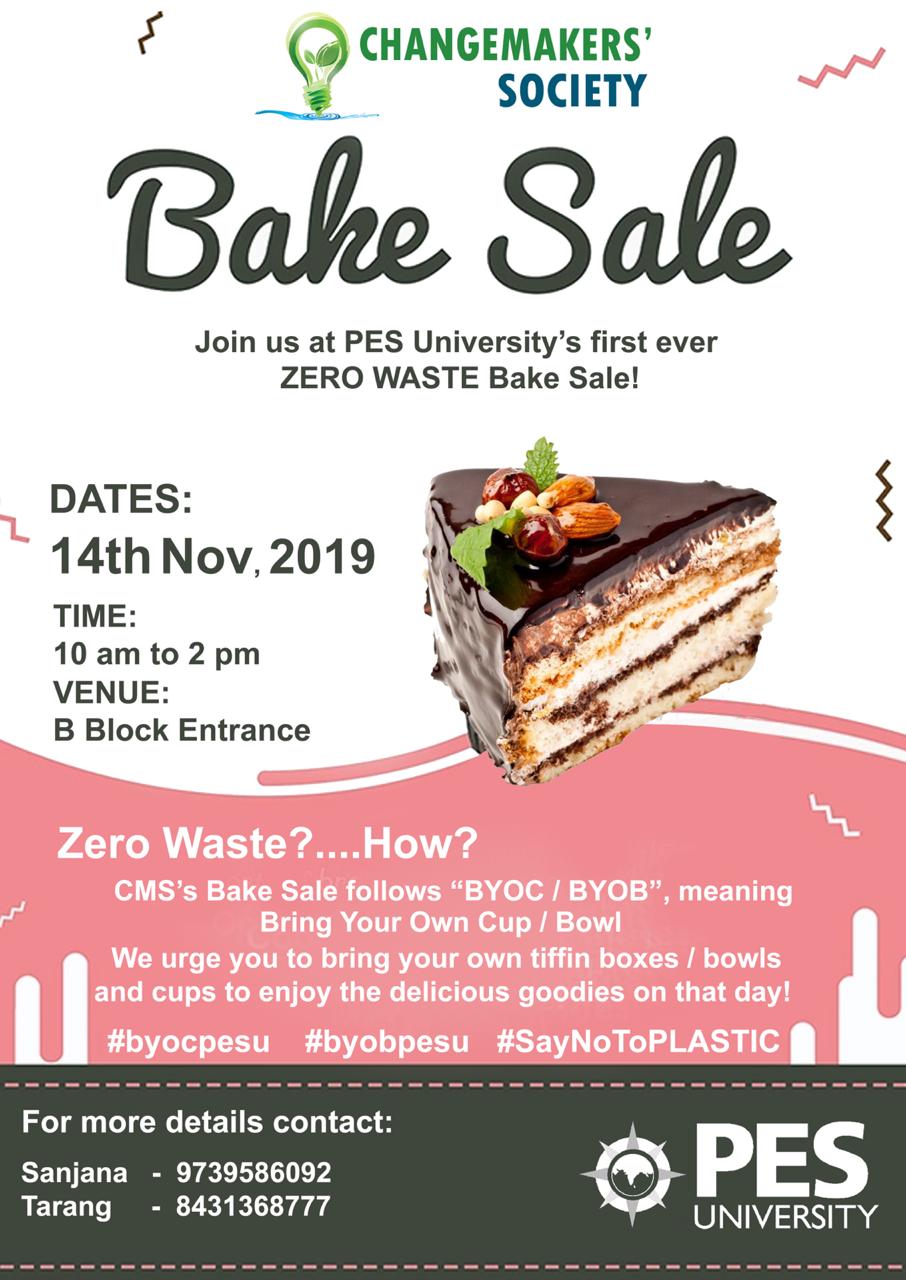 CHANGEMAKERS'
SOCIETY
Bake Sale
Join us at PES University's first ever
ZERO WASTE Bake Sale!
DATES:
14th Nov, 2019
TIME:
10 am to 2 pm
VENUE:
B Block Entrance
Zero Waste?....How?
CMS's Bake Sale follows “BYOC / BYOB”, meaning
Bring Your Own Cup / Bowl
We urge you to bring your own tiffin boxes / bowls
and cups to enjoy the delicious goodies on that day!
#byocpesu #byobpesu #SayNoToPLASTIC
For more details contact:
Sanjana - 9739586092
Tarang - 8431368777
PES
UNIVERSITY